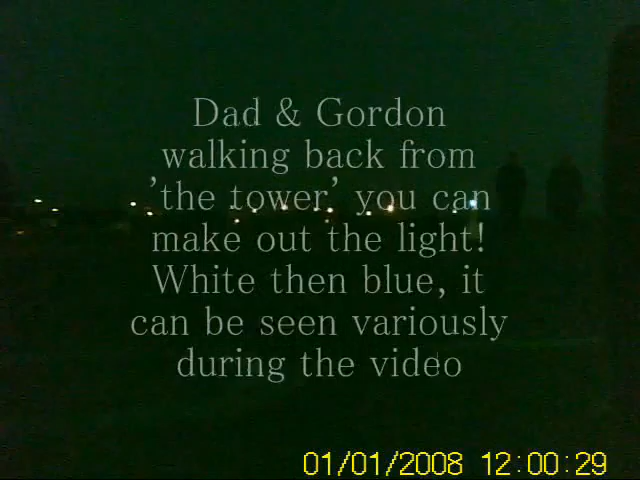 Dad & Gordon
walking back from
'the tower.' you can
make out the light!
White then blue, it
can be seen variously
during the video
01/01/2008 12:00:29